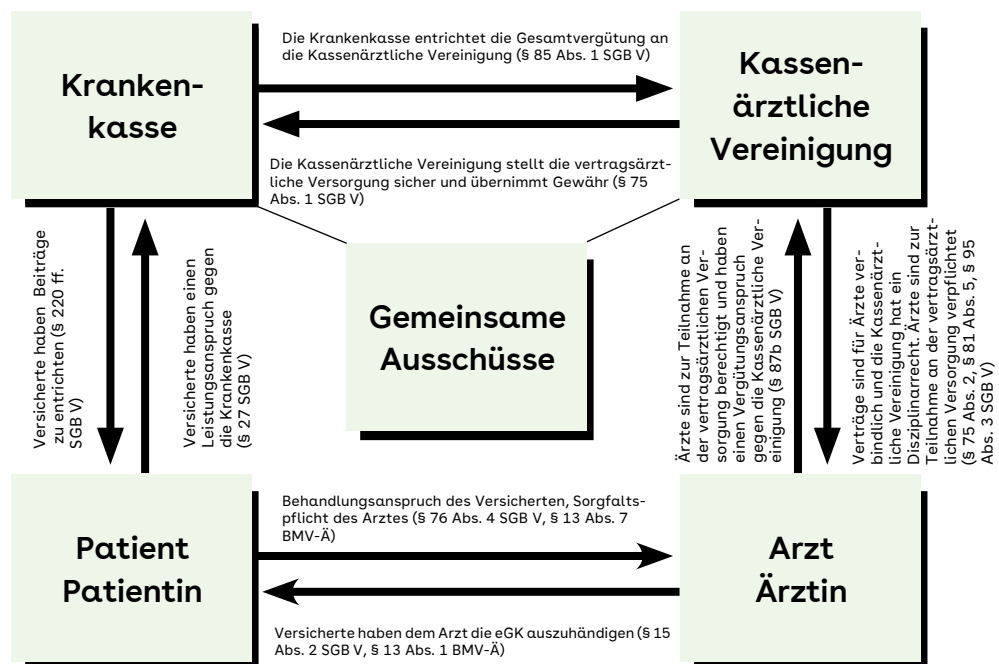 Kranken-
kasse
Die Krankenkasse entrichtet die Gesamtvergütung an
die Kassenärztliche Vereinigung (§ 85 Abs. 1 SGB V)
Kassen-
ärztliche
Vereinigung
Die Kassenärztliche Vereinigung stellt die vertragsärzt-
liche Versorgung sicher und übernimmt Gewähr (§ 75
Abs. 1 SGB V)
Versicherte haben Beiträge
zu entrichten (§ 220 ff.
SGB V)
Versicherte haben einen
Leistungsanspruch gegen
die Krankenkasse
(§ 27 SGB V)
Gemeinsame
Ausschüsse
Ärzte sind zur Teilnahme an
der vertragsärztlichen Ver-
sorgung berechtigt und haben
einen Vergütungsanspruch
gegen die Kassenärztliche Ver-
einigung (§ 87b SGB V)
Verträge sind für Ärzte ver-
bindlich und die Kassenärzt-
liche Vereinigung hat ein
Disziplinarrecht. Ärzte sind zur
Teilnahme an der vertragsärzt-
lichen Versorgung verpflichtet
(§ 75 Abs. 2, § 81 Abs. 5, § 95
Abs. 3 SGB V)
Patient
Patientin
Behandlungsanspruch des Versicherten, Sorgfalts-
pflicht des Arztes (§ 76 Abs. 4 SGB V, § 13 Abs. 7
BMV-Ä)
Arzt
Ärztin
Versicherte haben dem Arzt die eGK auszuhändigen (§ 15
Abs. 2 SGB V, § 13 Abs. 1 BMV-Ä)